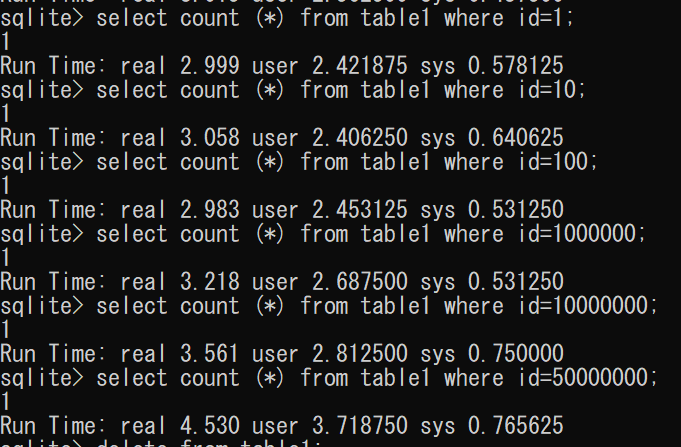 sqlite> select count (*) from table1 where id=1;
1
Run Time: real 2.999 user 2.421875 sys 0.578125
sqlite> select count (*) from table1 where id=10;
1
Run Time: real 3.058 user 2.406250 sys 0.640625
sqlite> select count (*) from table1 where id=100;
1
Run Time: real 2.983 user 2.453125 sys 0.531250
sqlite> select count (*) from table1 where id=1000000;
1
Run Time: real 3.218 user 2.687500 sys 0.531250
sqlite> select count (*) from table1 where id=10000000;
1
Run Time: real 3.561 user 2.812500 sys 0.750000
sqlite> select count (*) from table1 where id=50000000;
1
Run Time: real 4.530 user 3.718750 sys 0.765625
sqlite> delete from table1;